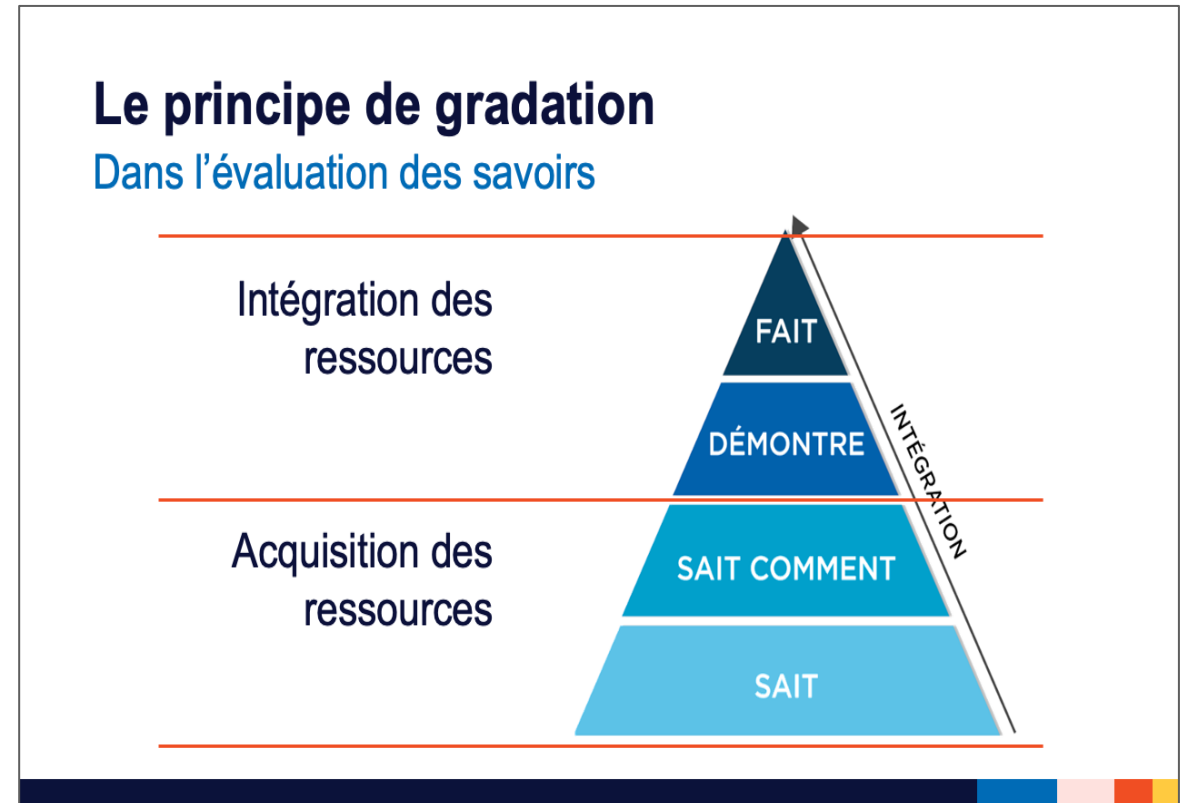 Le principe de gradation
Dans l'évaluation des savoirs
Intégration des
ressources
Acquisition des
ressources
FAIT
DÉMONTRE
SAIT COMMENT
SAIT
INTÉGRATION